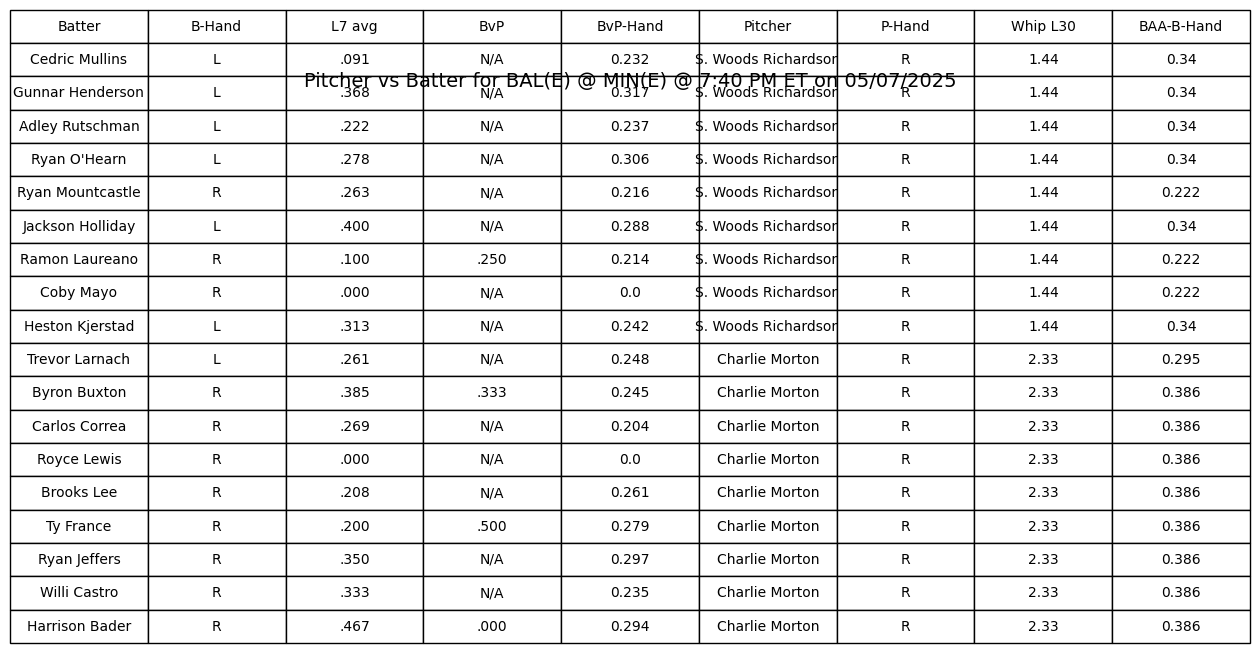 Batter B-Hand L7 avg BvP BvP-Hand Pitcher P-Hand Whip L30 BAA-B-Hand
Cedric Mullins L .091 N/A 0.232 S. Woods Richardson R 1.44 0.34
Pitcher vs Batter for BAL(E) @ MIN(E) @ 7:40 PM ET on 05/07/2025
Gunnar Henderson L .368 N/A 0.317 S. Woods Richardson R 1.44 0.34
Adley Rutschman L .222 N/A 0.237 S. Woods Richardson R 1.44 0.34
Ryan O'Hearn L .278 N/A 0.306 S. Woods Richardson R 1.44 0.34
Ryan Mountcastle R .263 N/A 0.216 S. Woods Richardson R 1.44 0.222
Jackson Holliday L .400 N/A 0.288 S. Woods Richardson R 1.44 0.34
Ramon Laureano R .100 .250 0.214 S. Woods Richardson R 1.44 0.222
Coby Mayo R .000 N/A 0.0 S. Woods Richardson R 1.44 0.222
Heston Kjerstad L .313 N/A 0.242 S. Woods Richardson R 1.44 0.34
Trevor Larnach L .261 N/A 0.248 Charlie Morton R 2.33 0.295
Byron Buxton R .385 .333 0.245 Charlie Morton R 2.33 0.386
Carlos Correa R .269 N/A 0.204 Charlie Morton R 2.33 0.386
Royce Lewis R .000 N/A 0.0 Charlie Morton R 2.33 0.386
Brooks Lee R .208 N/A 0.261 Charlie Morton R 2.33 0.386
Ty France R .200 .500 0.279 Charlie Morton R 2.33 0.386
Ryan Jeffers R .350 N/A 0.297 Charlie Morton R 2.33 0.386
Willi Castro R .333 N/A 0.235 Charlie Morton R 2.33 0.386
Harrison Bader R .467 .000 0.294 Charlie Morton R 2.33 0.386